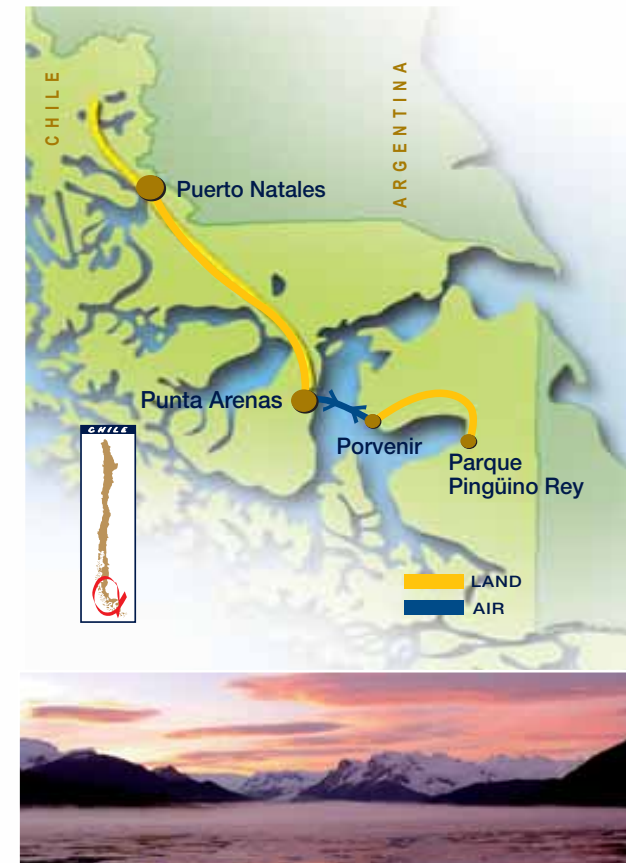 CHILE
ARGENTINA
Puerto Natales
Punta Arenas
Porvenir
Parque
Pingüino Rey
CHILE
LAND
AIR